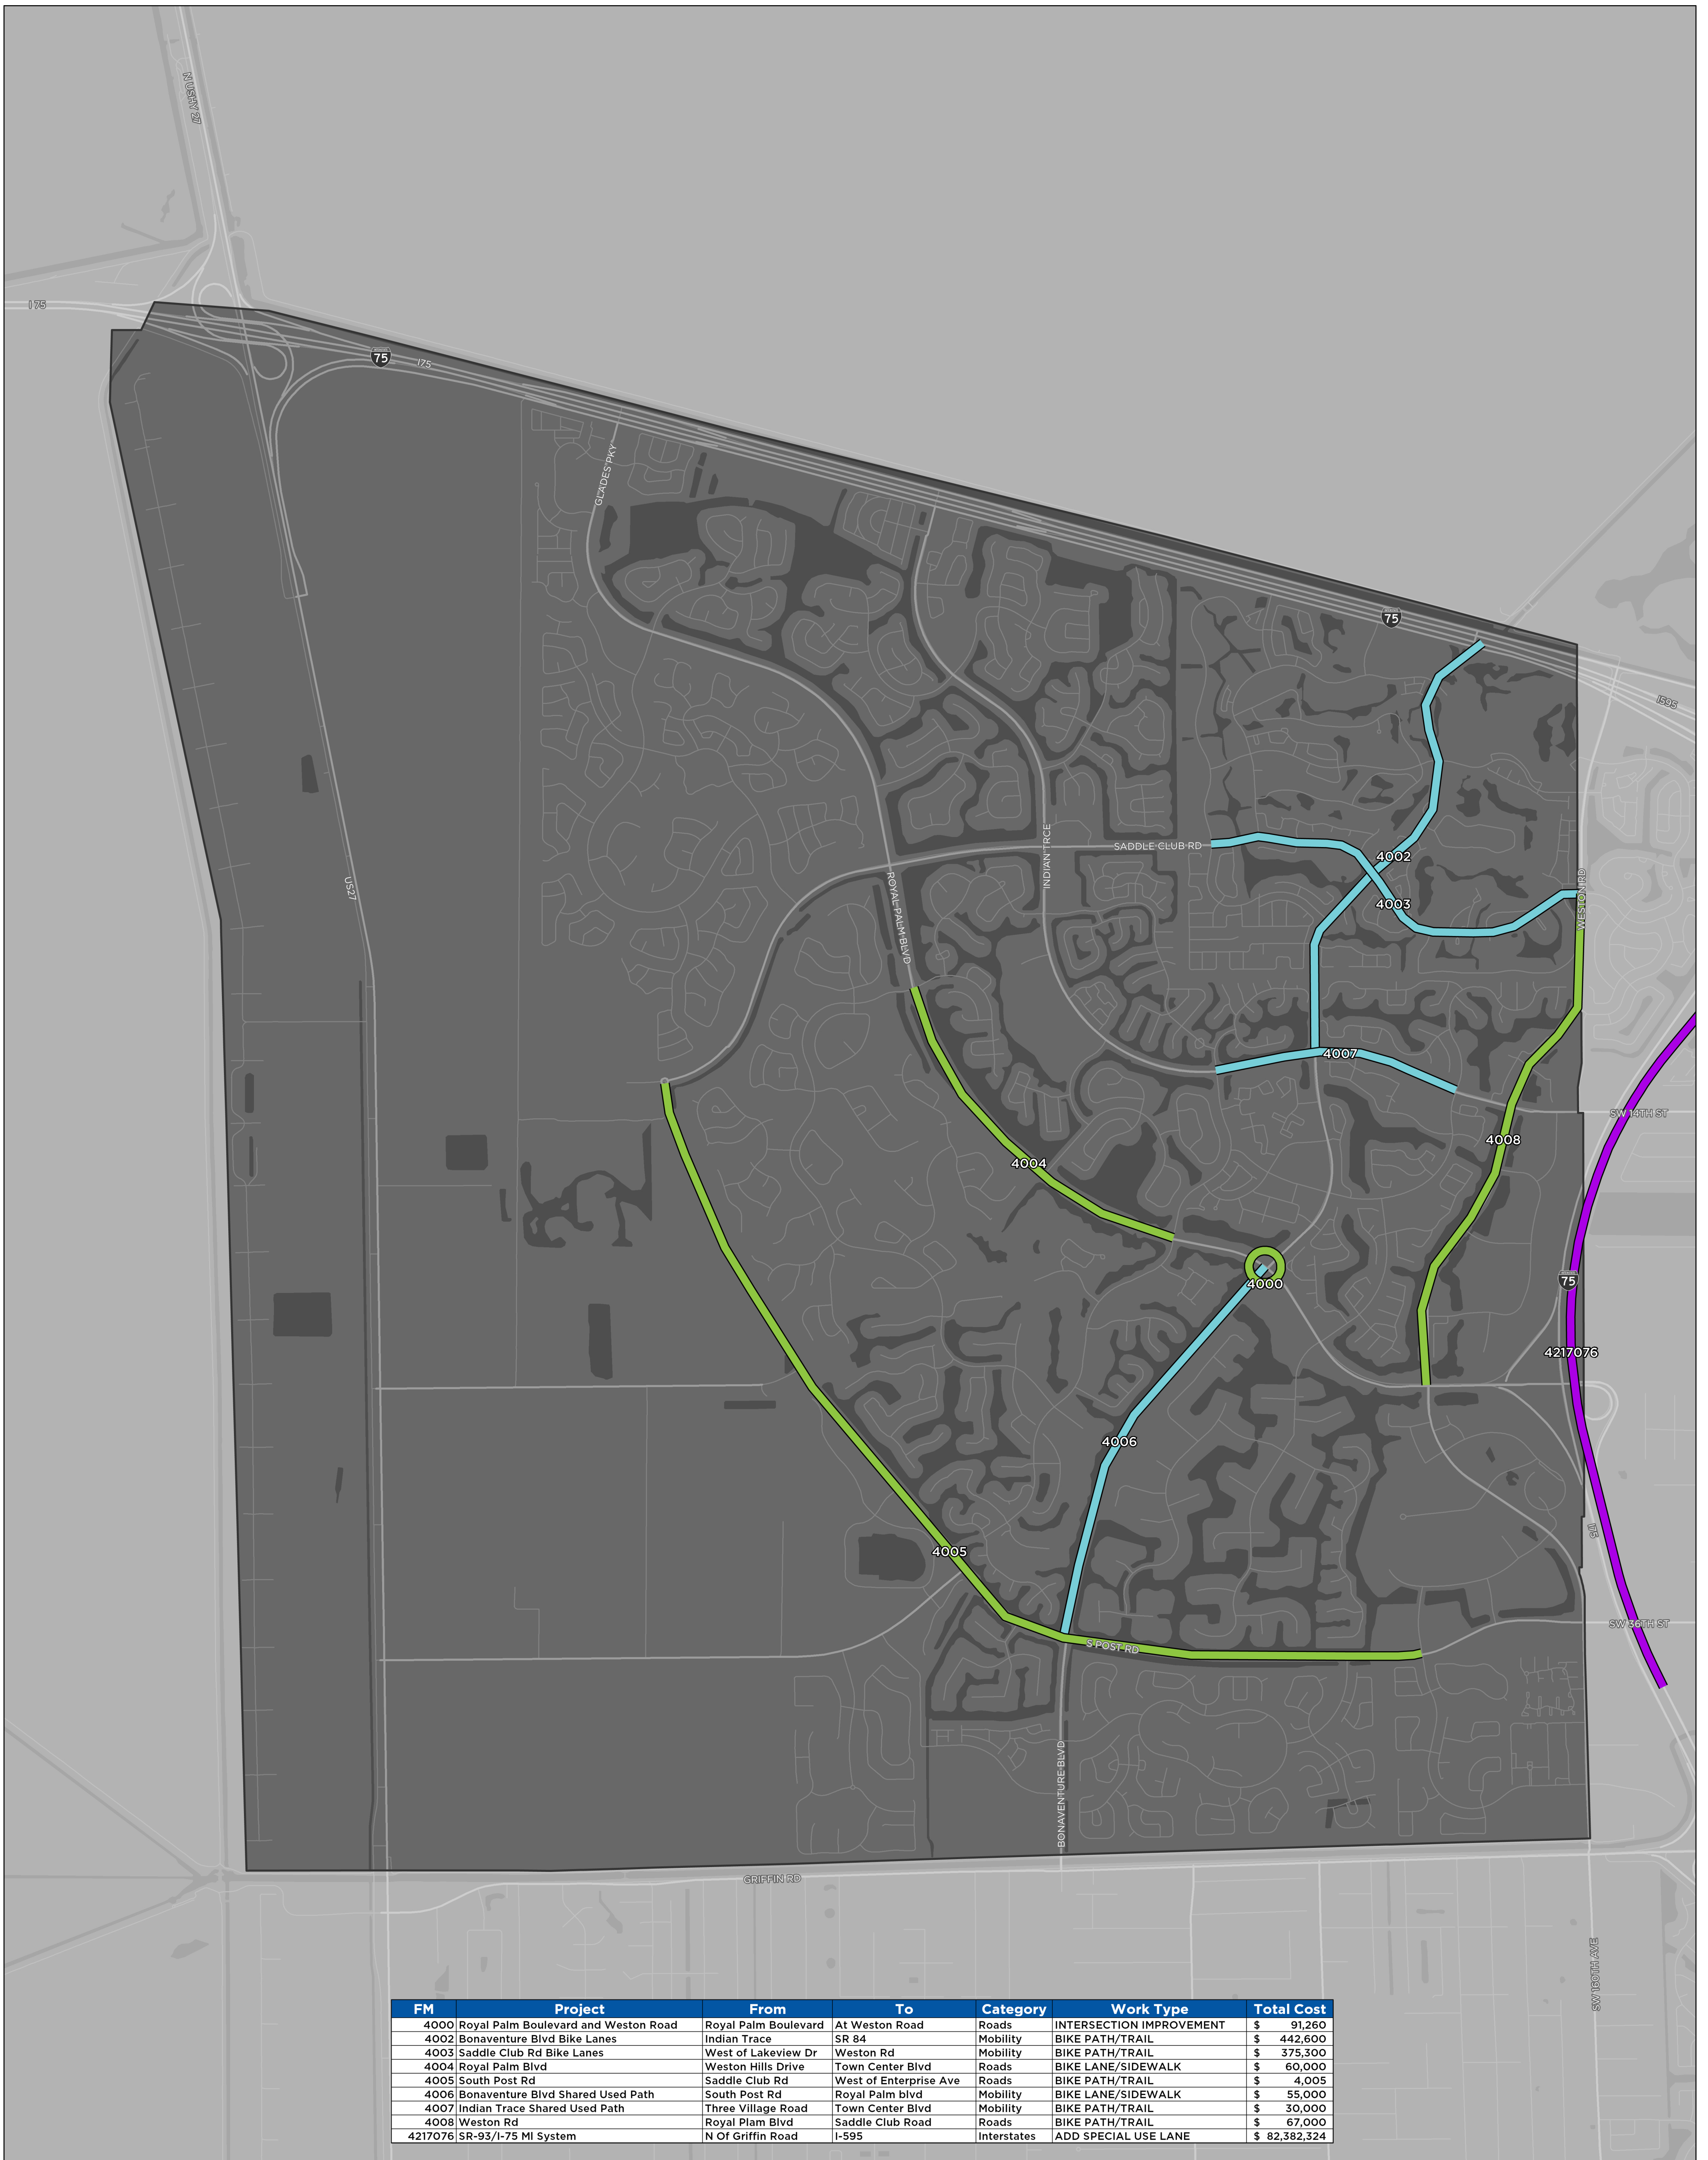 N USHY 27
I 75
75
I75
GLADES PKY
75
I595
INDIAN TRCE
SADDLE CLUB RD
4002
ROYAL PALM BLVD
4003
WESTON RD
US27
4007
SW 14TH ST
4008
4004
75
4000
4217076
4006
I75
4005
SW 36TH ST
S POST RD
BONAVENTURE BLVD
GRIFFIN RD
SW 160TH AVE
FM Project From To Category Work Type Total Cost
4000 Royal Palm Boulevard and Weston Road Royal Palm Boulevard At Weston Road Roads INTERSECTION IMPROVEMENT $ 91,260
4002 Bonaventure Blvd Bike Lanes Indian Trace SR 84 Mobility BIKE PATH/TRAIL $ 442,600
4003 Saddle Club Rd Bike Lanes West of Lakeview Dr Weston Rd Mobility BIKE PATH/TRAIL $ 375,300
4004 Royal Palm Blvd Weston Hills Drive Town Center Blvd Roads BIKE LANE/SIDEWALK $ 60,000
4005 South Post Rd Saddle Club Rd West of Enterprise Ave Roads BIKE PATH/TRAIL $ 4,005
4006 Bonaventure Blvd Shared Used Path South Post Rd Royal Palm blvd Mobility BIKE LANE/SIDEWALK $ 55,000
4007 Indian Trace Shared Used Path Three Village Road Town Center Blvd Mobility BIKE PATH/TRAIL $ 30,000
4008 Weston Rd Royal Plam Blvd Saddle Club Road Roads BIKE PATH/TRAIL $ 67,000
4217076 SR-93/I-75 Ml System N Of Griffin Road I-595 Interstates ADD SPECIAL USE LANE $ 82,382,324